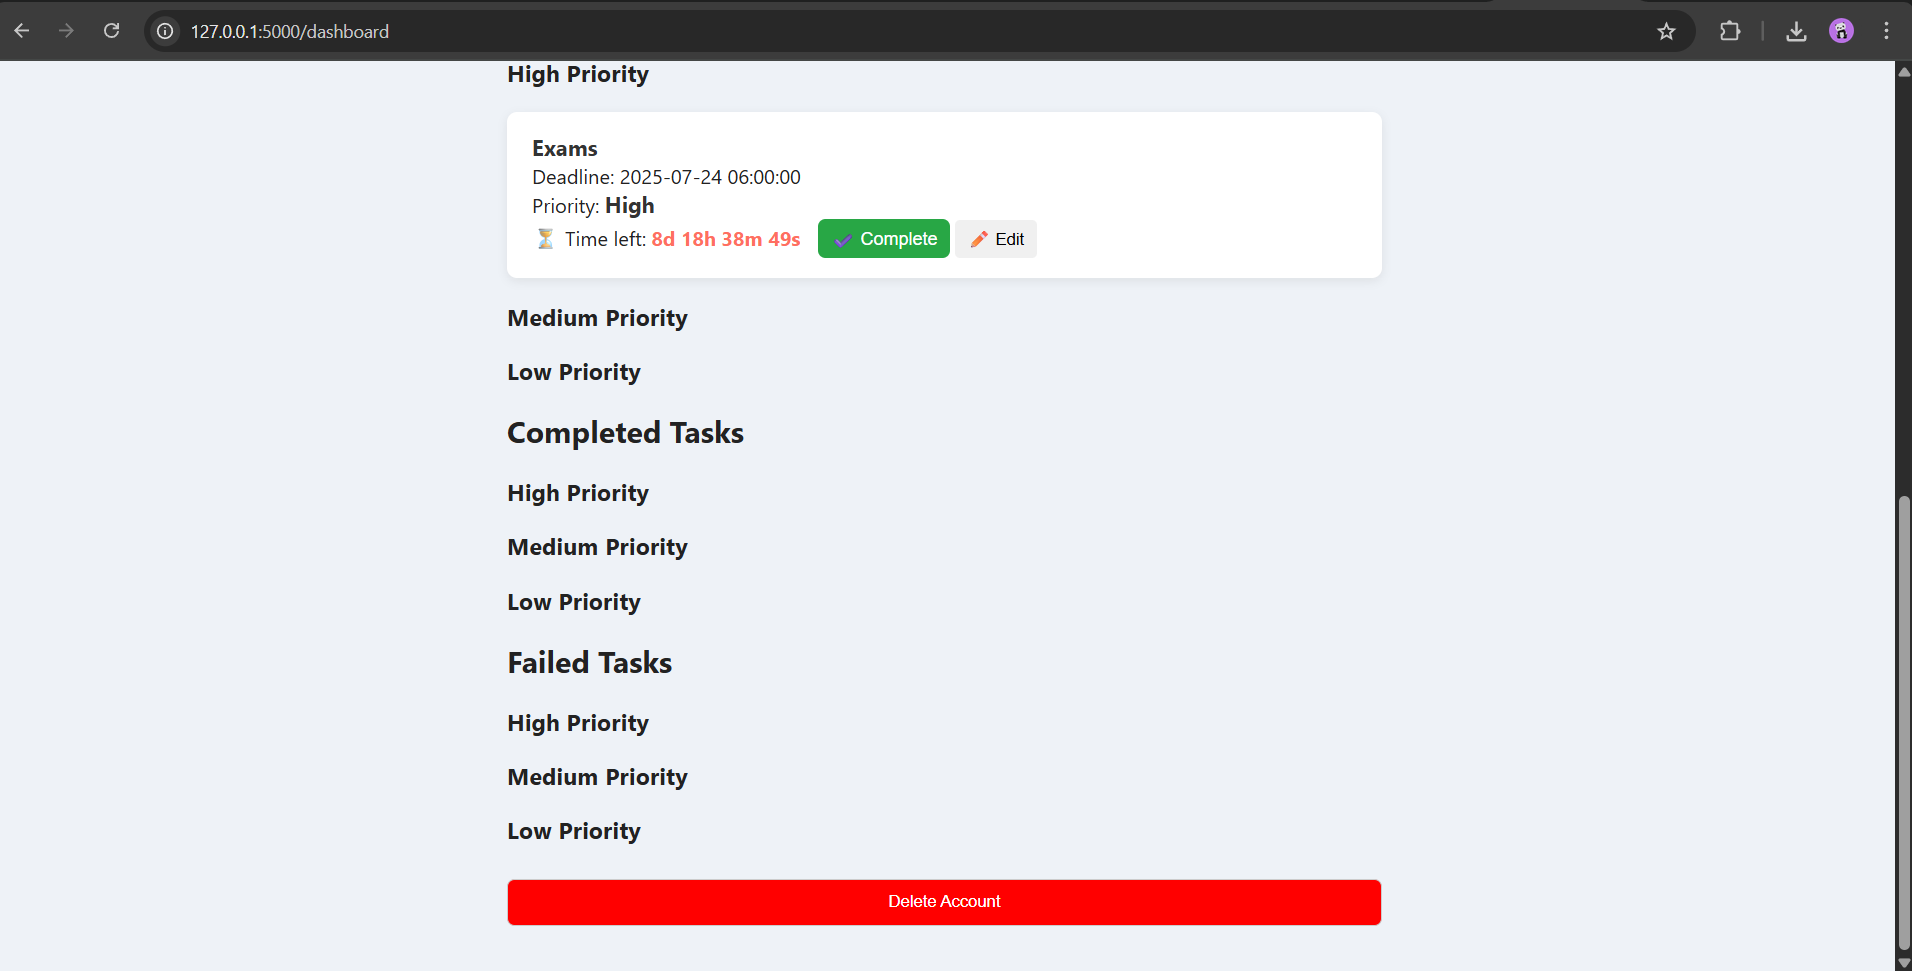 127.0.0.1:5000/dashboard
High Priority
Exams
Deadline: 2025-07-24 06:00:00
Priority: High
Time left: 8d 18h 38m 49s Complete Edit
Medium Priority
Low Priority
Completed Tasks
High Priority
Medium Priority
Low Priority
Failed Tasks
High Priority
Medium Priority
Low Priority
Delete Account